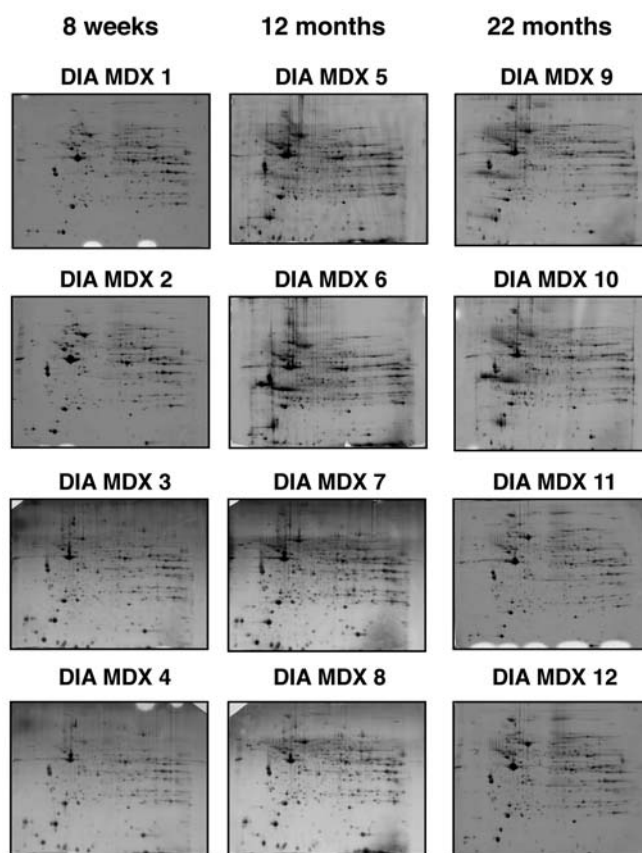 8 weeks 12 months 22 months
DIA MDX 1 DIA MDX 5 DIA MDX 9
DIA MDX 2 DIA MDX 6 DIA MDX 10
DIA MDX 3 DIA MDX 7 DIA MDX 11
DIA MDX 4 DIA MDX 8 DIA MDX 12